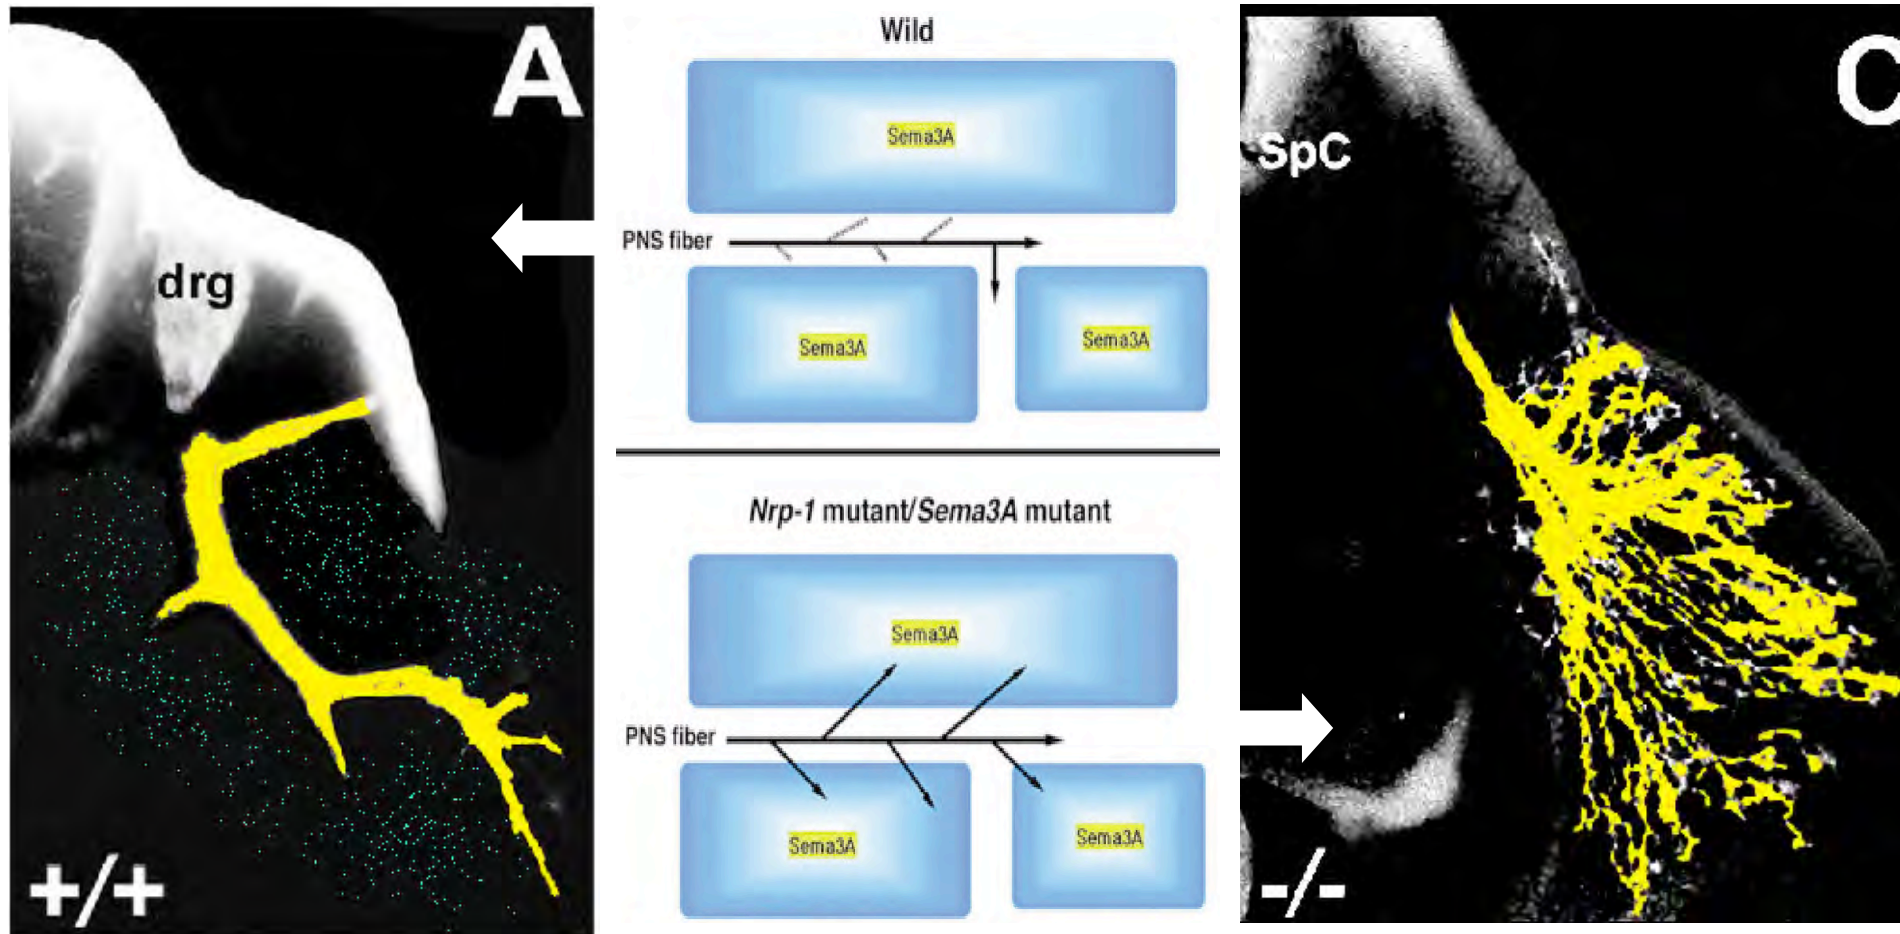 A
drg
+/+
Wild
Sema3A
PNS fiber
Sema3A
Sema3A
Nrp-1 mutant/Sema3A mutant
Sema3A
PNS fiber
Sema3A
Sema3A
C
SpC
-/-